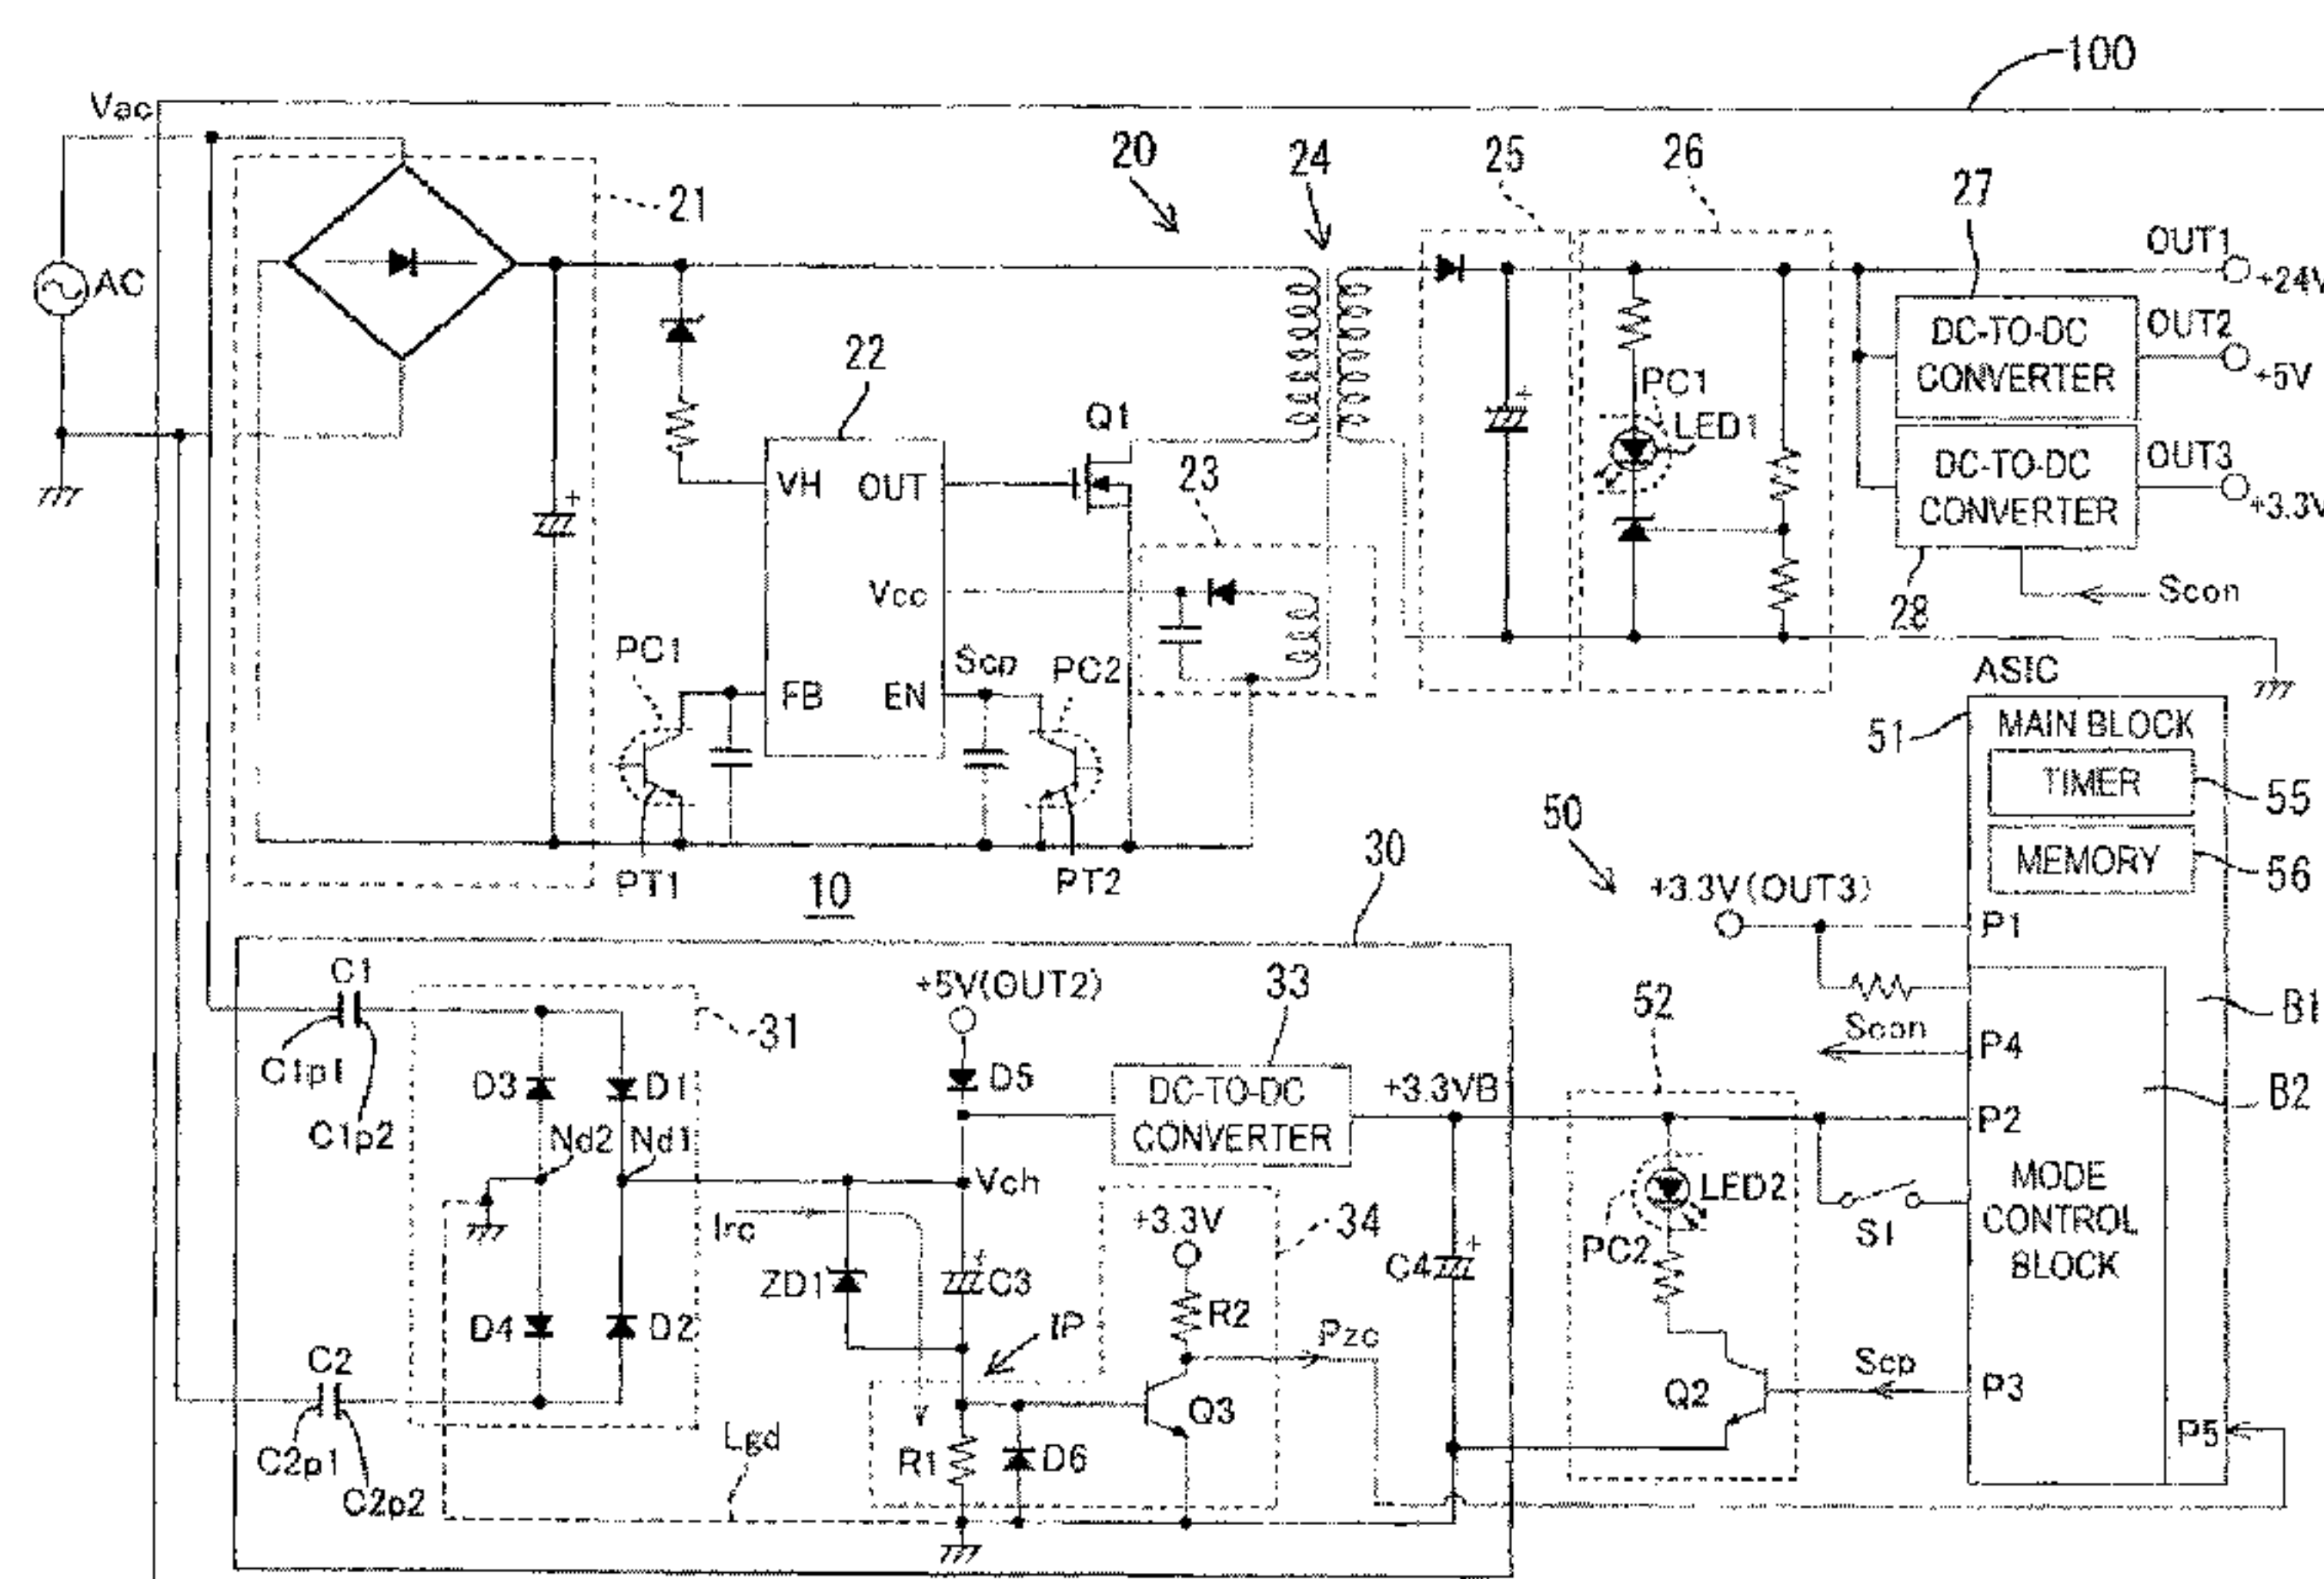 100
Vac
20
24
25
26
27
21
OUT1
+24V
AC
DC-TO-DC
CONVERTER
OUT2
+5V
22
PC1
LED1
Q1
DC-TO-DC
CONVERTER
OUT3
+3.3V
VH
OUT
23
Vcc
28
Scon
PC1
Scp
PC2
ASIC
FB
EN
51
MAIN BLOCK
TIMER
55
50
MEMORY
56
PT1
10
PT2
30
+3.3V(OUT3)
P1
C1
+5V(OUT2)
33
52
B1
31
Scon
P4
C1p1
D3
D1
D5
DC-TO-DC
CONVERTER
+3.3VB
B2
C1p2
Nd2
Nd1
P2
Vch
LED2
MODE
CONTROL
BLOCK
Irc
+3.3V
34
S1
PC2
ZD1
C3
C4
R2
D4
D2
IP
Pzc
C2
Scp
P3
Q3
Q2
Lgd
P5
C2p1
R1
D6
C2p2